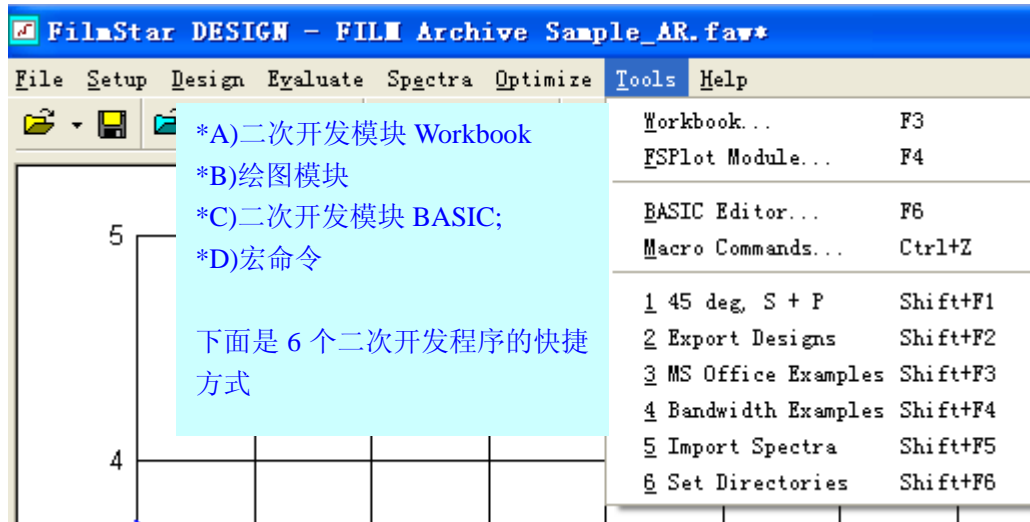 FilmStar DESIGN - FILM Archive Sample_AR.faw*
File Setup Design Evaluate Spectra Optimize Tools Help
*A)二次开发模块 Workbook
*B)绘图模块
*C)二次开发模块 BASIC;
*D)宏命令
下面是 6 个二次开发程序的快捷
方式
Workbook... F3
FSPlot Module... F4
BASIC Editor... F6
Macro Commands... Ctrl+Z
1 45 deg, S + P Shift+F1
2 Export Designs Shift+F2
3 MS Office Examples Shift+F3
4 Bandwidth Examples Shift+F4
5 Import Spectra Shift+F5
6 Set Directories Shift+F6
5
4